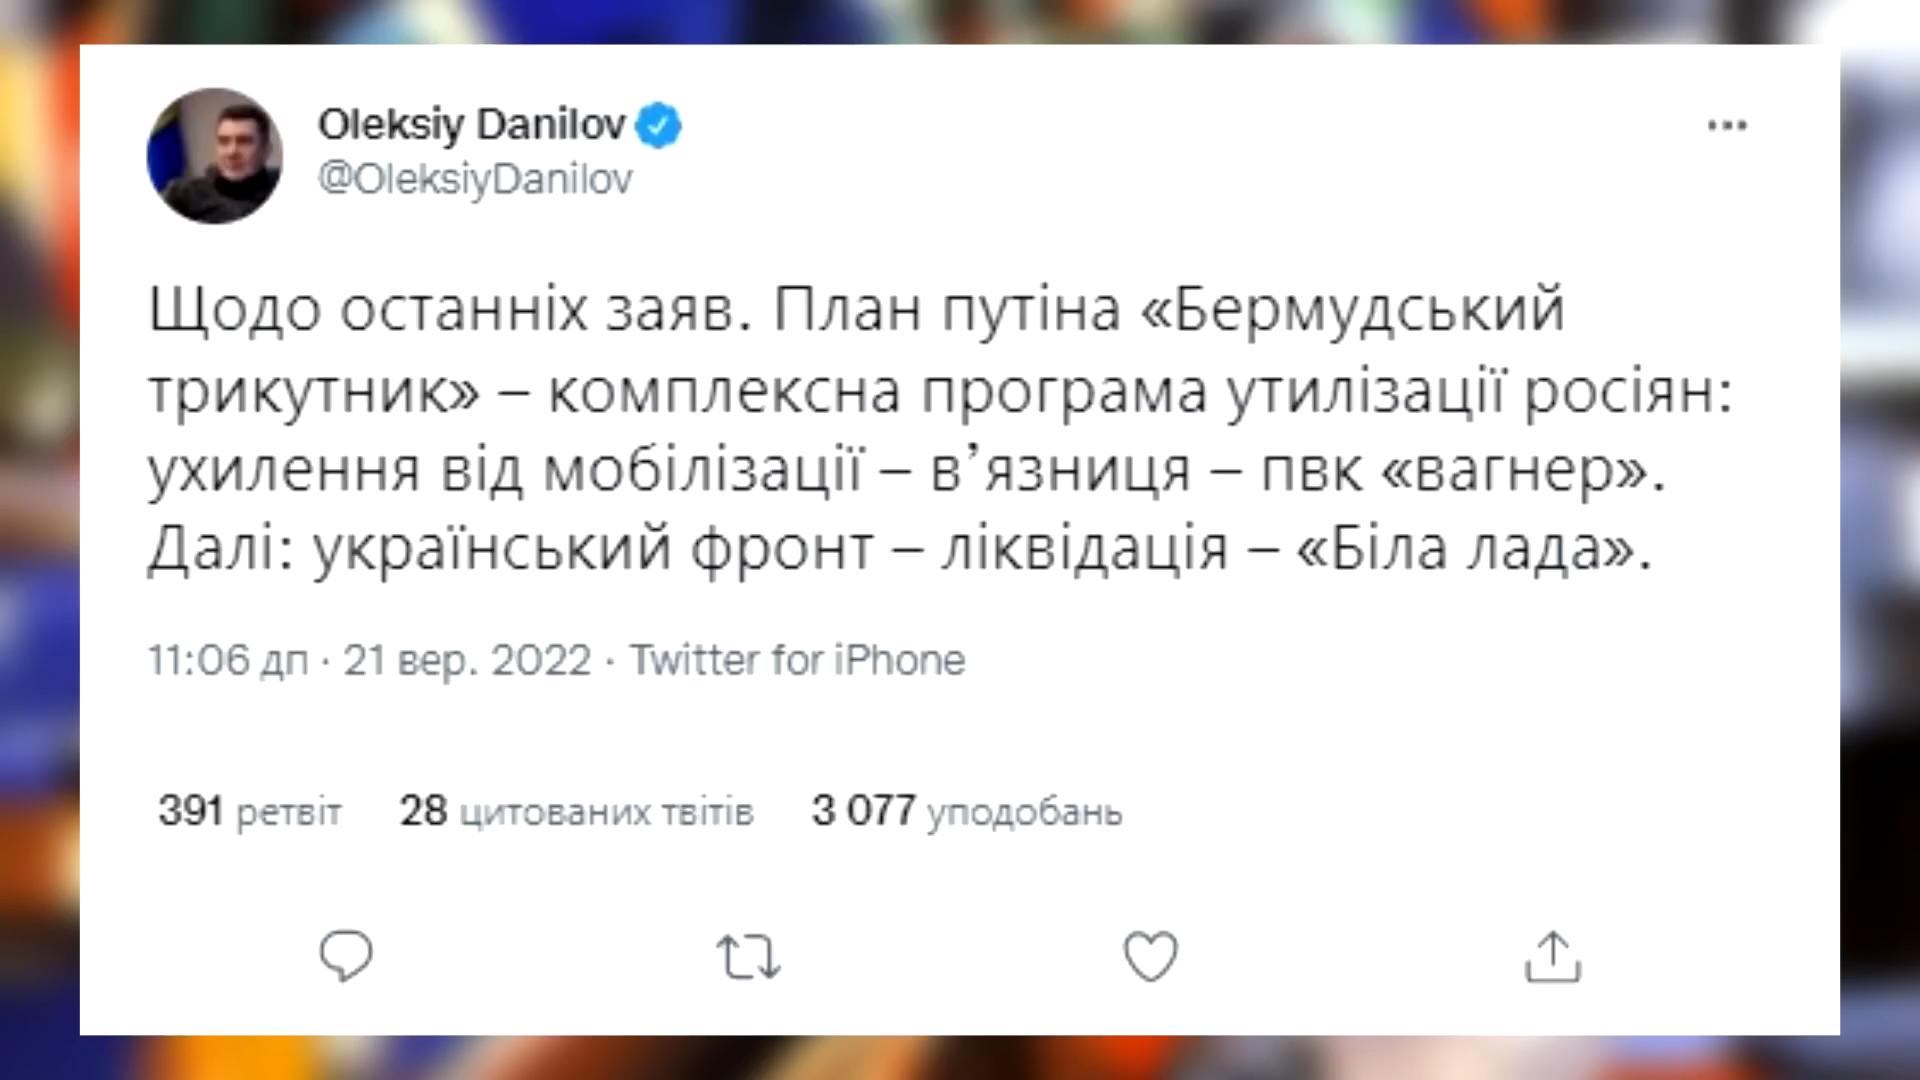 Oleksiy Danilov
@OleksiyDanilov
Щодо останніх заяв. План путіна «Бермудський
трикутник» – комплексна програма утилізації росіян:
ухилення від мобілізації – в’язниця – пвк «вагнер».
Далі: український фронт – ліквідація – «Біла лада».
11:06 дп · 21 вер. 2022 · Twitter for iPhone
391 ретвіт 28 цитованих твітів 3 077 уподобань